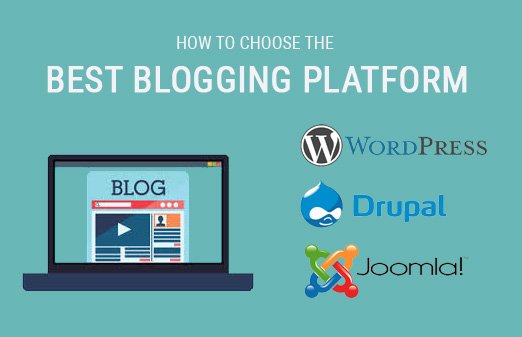 HOW TO CHOOSE THE
BEST BLOGGING PLATFORM
BLOG
WORDPRESS
Drupal
Joomla!